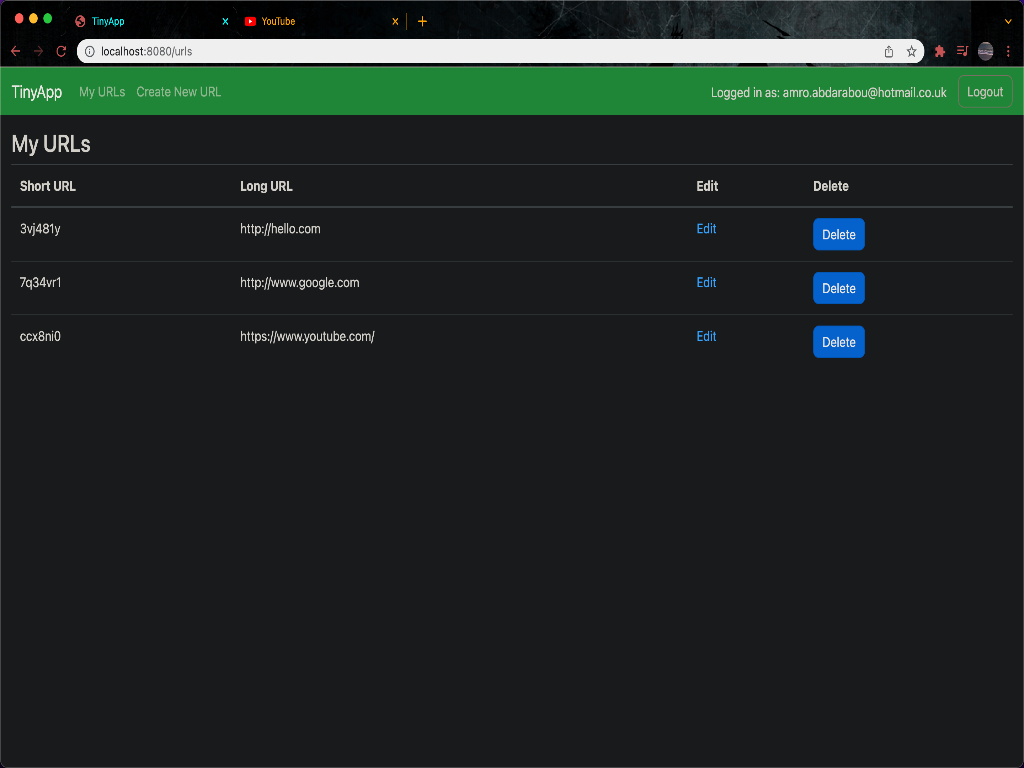 TinyApp YouTube
localhost:8080/urls
TinyApp My URLs Create New URL Logged in as: amro.abdarabou@hotmail.co.uk Logout
My URLs
Short URL Long URL Edit Delete
3vj481y http://hello.com Edit Delete
7q34vr1 http://www.google.com Edit Delete
ccx8ni0 https://www.youtube.com/ Edit Delete